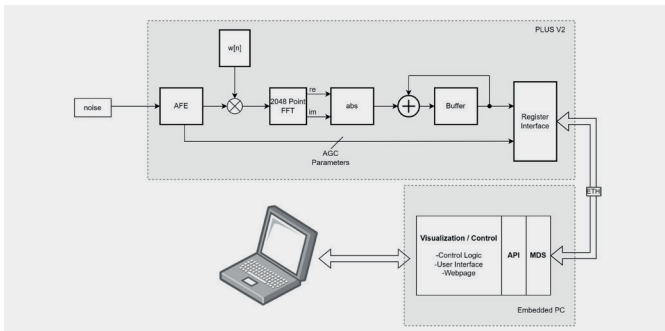 PLUS V2
w[n]
noise
AFE
2048 Point
FFT
re
im
abs
Buffer
Register
Interface
AGC
Parameters
ETH
Visualization / Control
-Control Logic
-User Interface
-Webpage
API
MDS
Embedded PC